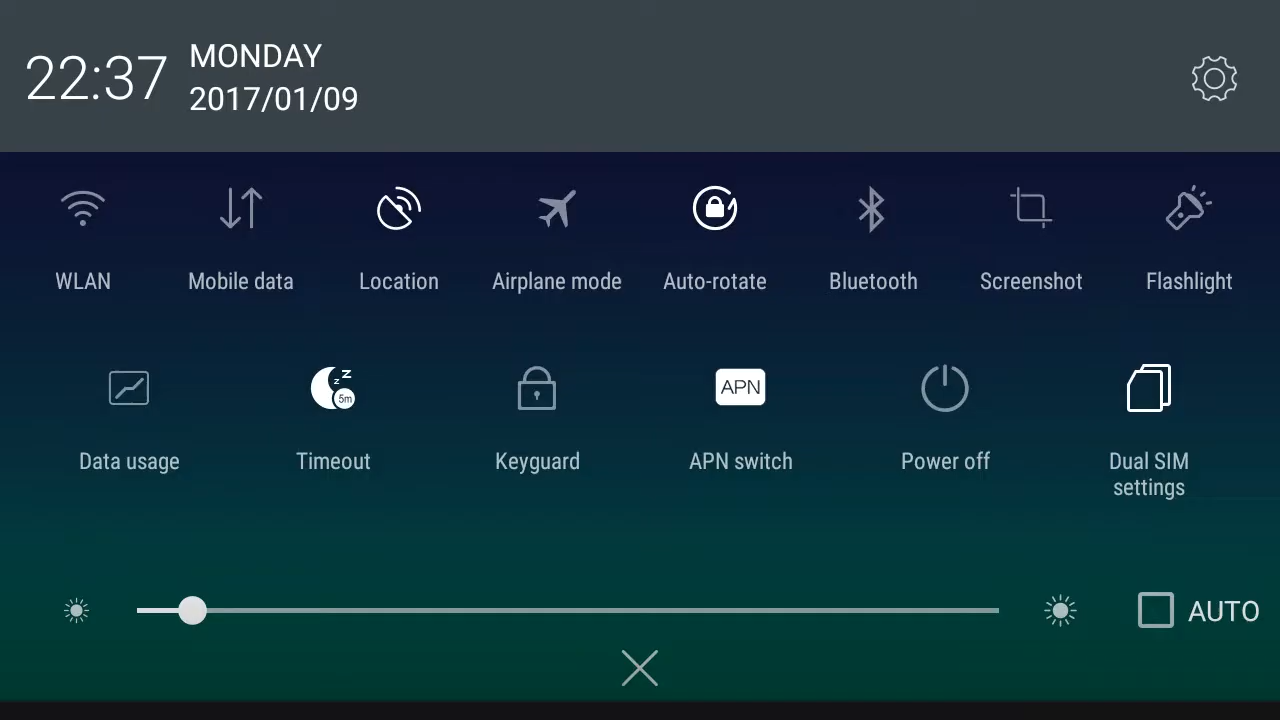 22:37
MONDAY
2017/01/09
WLAN
Mobile data
Location
Airplane mode
Auto-rotate
Bluetooth
Screenshot
Flashlight
z z
5m
APN
Data usage
Timeout
Keyguard
APN switch
Power off
Dual SIM
settings
AUTO